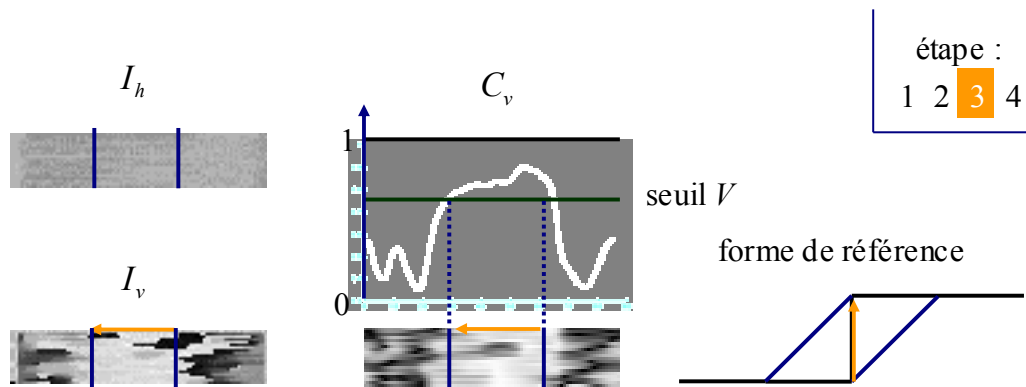 étape :
1 2 3 4
I_h
C_v
1
seuil V
forme de référence
I_v
0